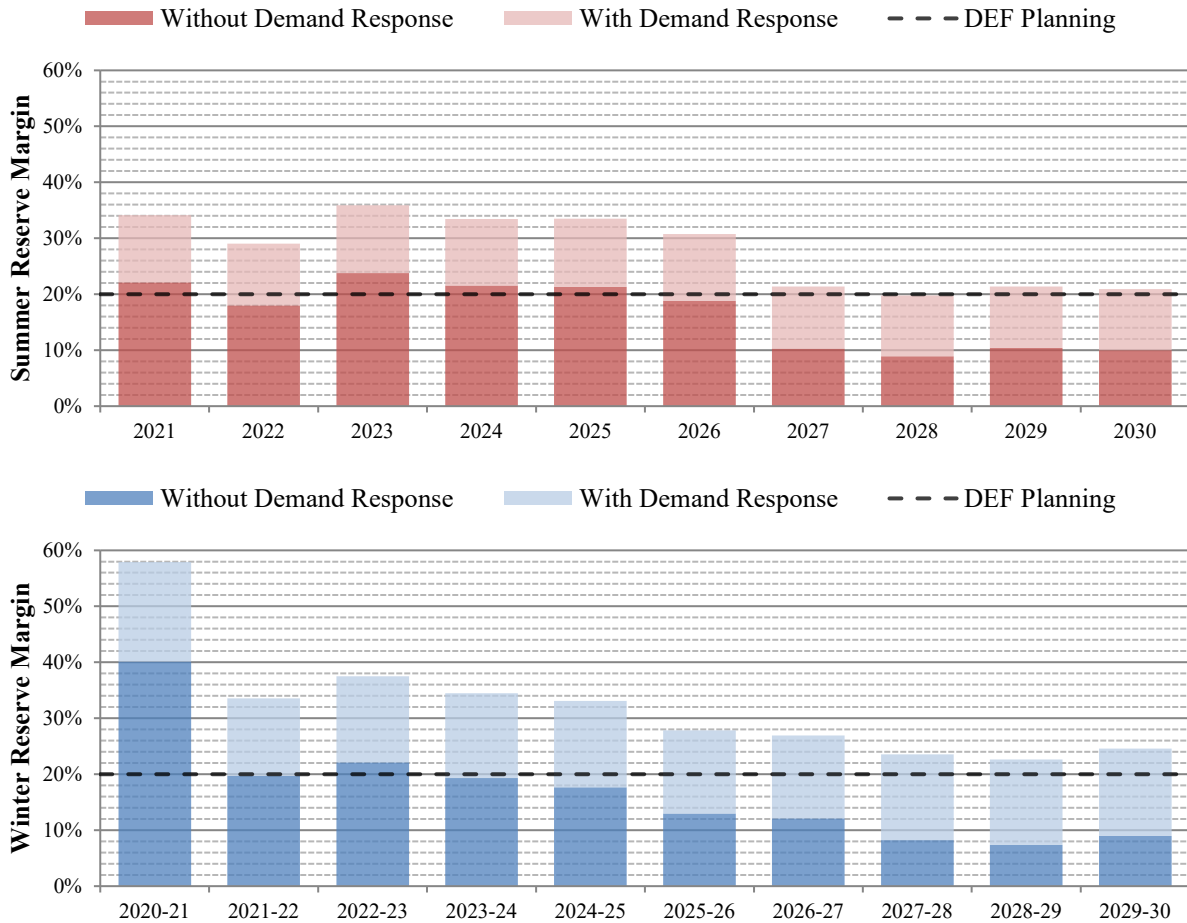 Without Demand Response With Demand Response DEF Planning
Summer Reserve Margin
60%
50%
40%
30%
20%
10%
0%
2021 2022 2023 2024 2025 2026 2027 2028 2029 2030
Without Demand Response With Demand Response DEF Planning
Winter Reserve Margin
60%
50%
40%
30%
20%
10%
0%
2020-21 2021-22 2022-23 2023-24 2024-25 2025-26 2026-27 2027-28 2028-29 2029-30